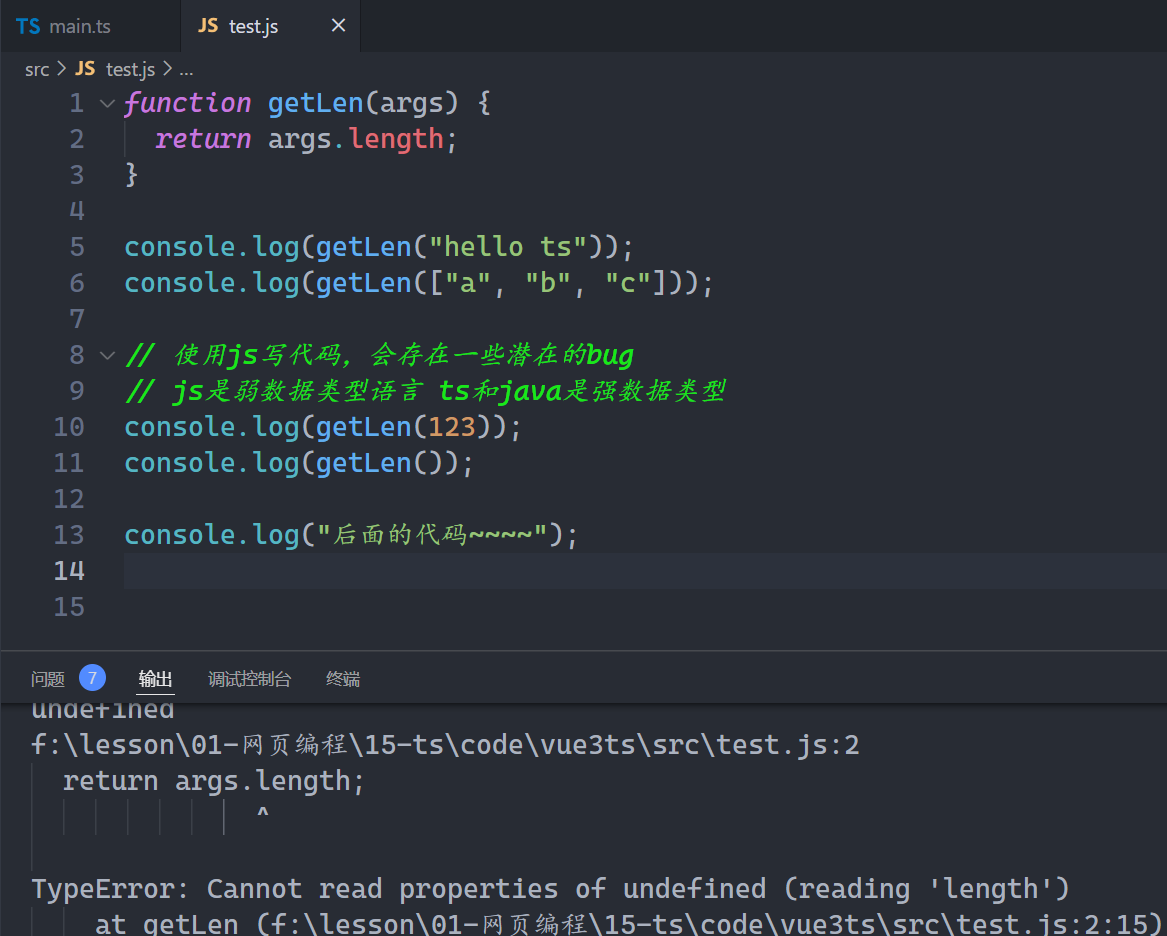 TS main.ts JS test.js ×
src > JS test.js > ...
1 function getLen(args) {
2 return args.length;
3 }
4
5 console.log(getLen("hello ts"));
6 console.log(getLen(["a", "b", "c"]));
7
8 // 使用js写代码，会存在一些潜在的bug
9 // js是弱数据类型语言 ts和java是强数据类型
10 console.log(getLen(123));
11 console.log(getLen());
12
13 console.log("后面的代码~~~~");
14
15
问题 7 输出 调试控制台 终端
undefined
f:\lesson\01-网页编程\15-ts\code\vue3ts\src\test.js:2
return args.length;
^
TypeError: Cannot read properties of undefined (reading 'length')
at getLen (f:\lesson\01-网页编程\15-ts\code\vue3ts\src\test.js:2:15)